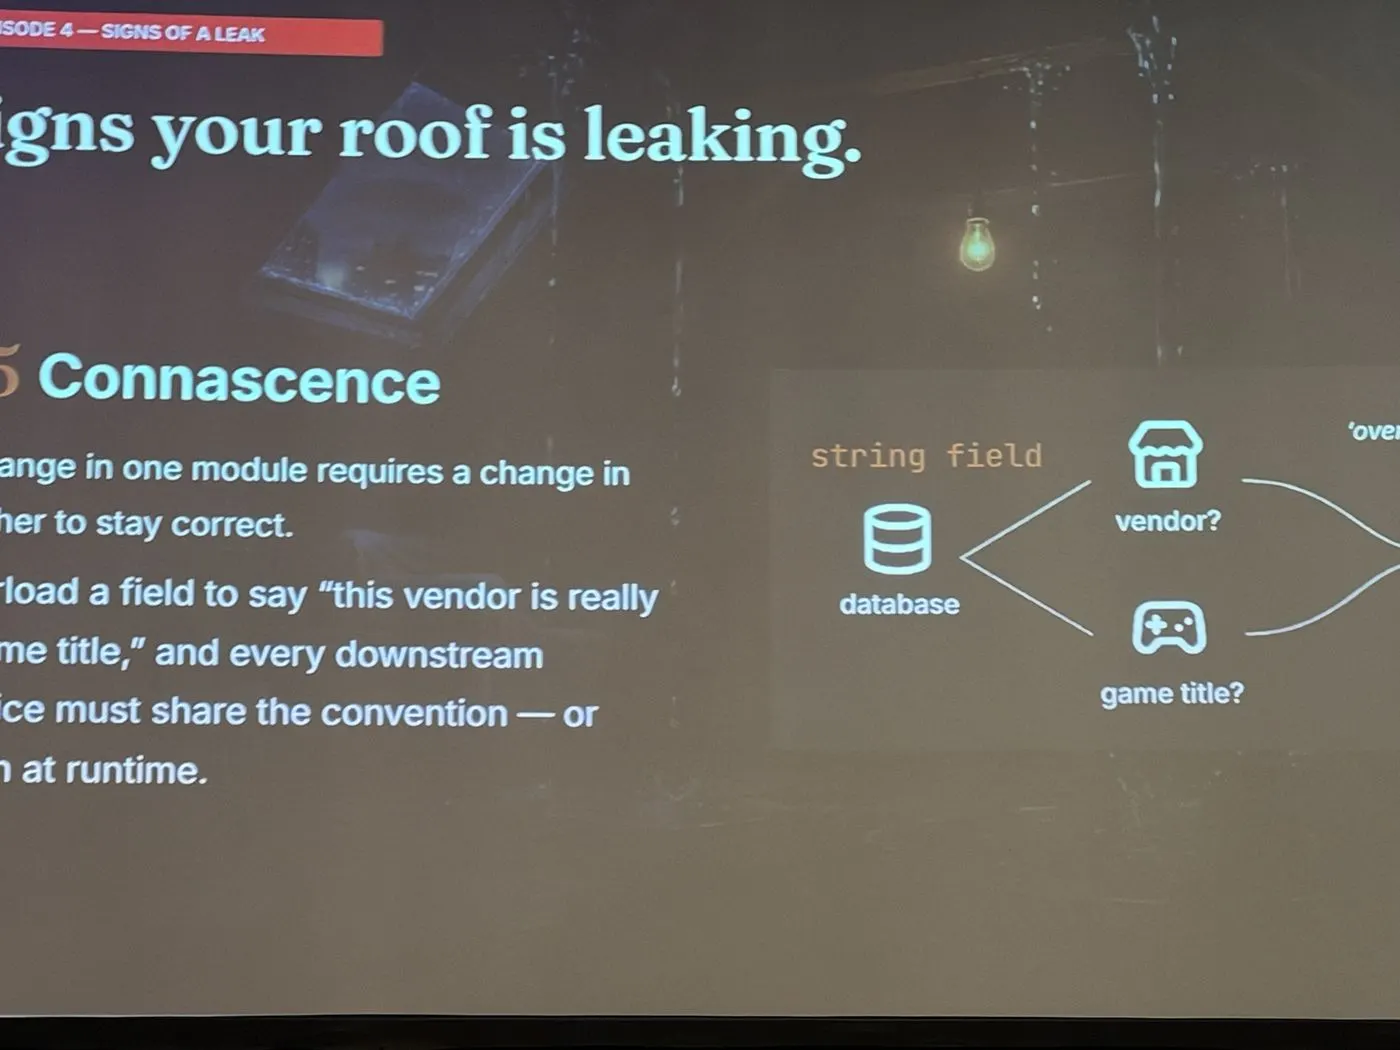 ISODE 4 — SIGNS OF A LEAK
igns your roof is leaking.
5 Connascence
ange in one module requires a change in
her to stay correct.
rload a field to say “this vendor is really
me title,” and every downstream
ice must share the convention — or
n at runtime.
string field
database
vendor?
game title?
‘over